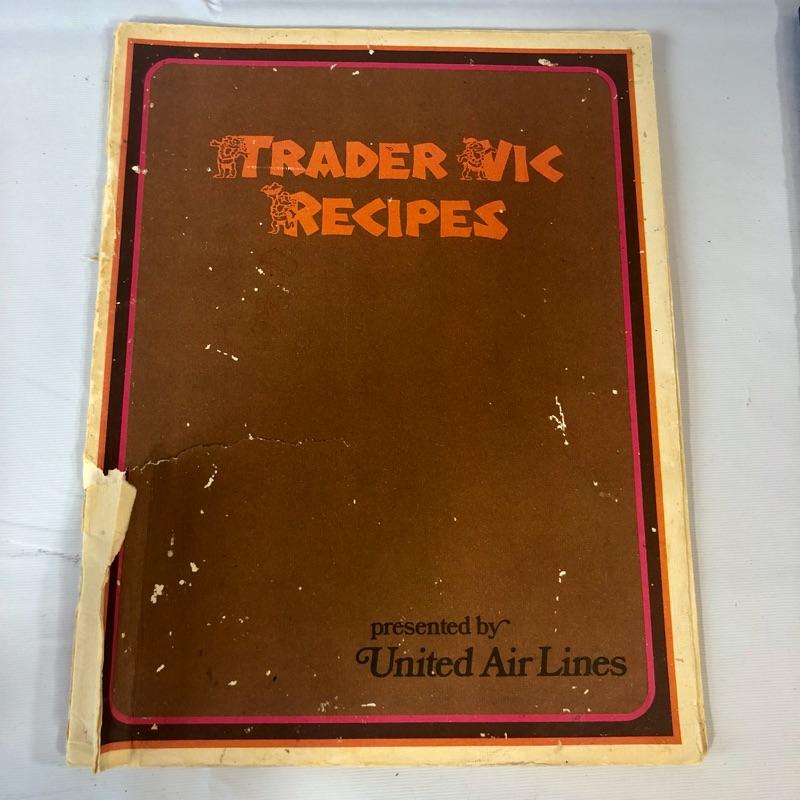 TRADER VIC
RECIPES
presented by
United Air Lines